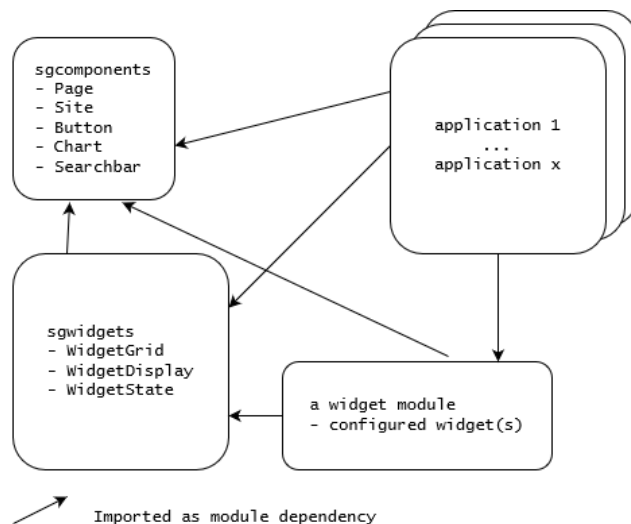 sgcomponents
- Page
- Site
- Button
- Chart
- Searchbar
application 1
...
application x
sgwidgets
- WidgetGrid
- WidgetDisplay
- WidgetState
a widget module
- configured widget(s)
Imported as module dependency